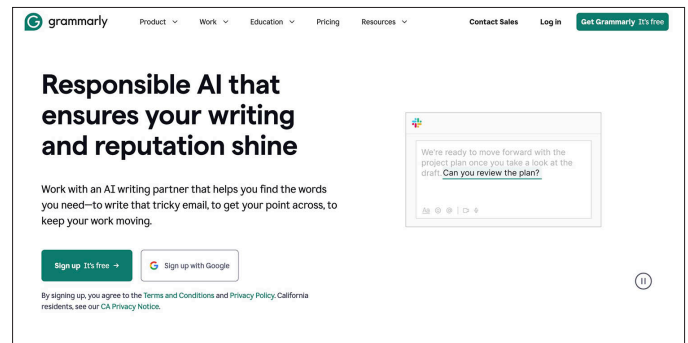 grammarly
Product Work Education Pricing Resources Contact Sales Log in Get Grammarly It's free
Responsible AI that
ensures your writing
and reputation shine
Work with an AI writing partner that helps you find the words
you need—to write that tricky email, to get your point across, to
keep your work moving.
Sign up It's free →
Sign up with Google
By signing up, you agree to the Terms and Conditions and Privacy Policy. California
residents, see our CA Privacy Notice.
We're ready to move forward with the
project plan once you take a look at the
draft. Can you review the plan?
Aa